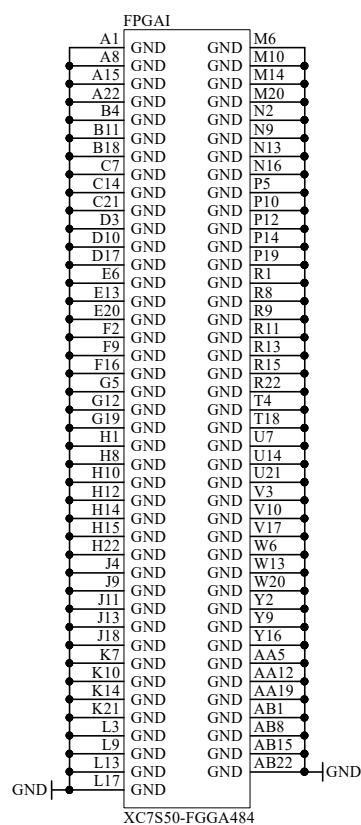 FPGAI
A1 GND GND M6
A8 GND GND M10
A15 GND GND M14
A22 GND GND M20
B4 GND GND N2
B11 GND GND N9
B18 GND GND N13
C7 GND GND N16
C14 GND GND P5
C21 GND GND P10
D3 GND GND P12
D10 GND GND P14
D17 GND GND P19
E6 GND GND R1
E13 GND GND R8
E20 GND GND R9
F2 GND GND R11
F9 GND GND R13
F16 GND GND R15
G5 GND GND R22
G12 GND GND T4
G19 GND GND T18
H1 GND GND U7
H8 GND GND U14
H10 GND GND U21
H12 GND GND V3
H14 GND GND V10
H15 GND GND V17
H22 GND GND W6
J4 GND GND W13
J9 GND GND W20
J11 GND GND Y2
J13 GND GND Y9
J18 GND GND Y16
K7 GND GND AA5
K10 GND GND AA12
K14 GND GND AA19
K21 GND GND AB1
L3 GND GND AB8
L9 GND GND AB15
L13 GND GND AB22 GND
GND L17 GND
XC7S50-FGGA484